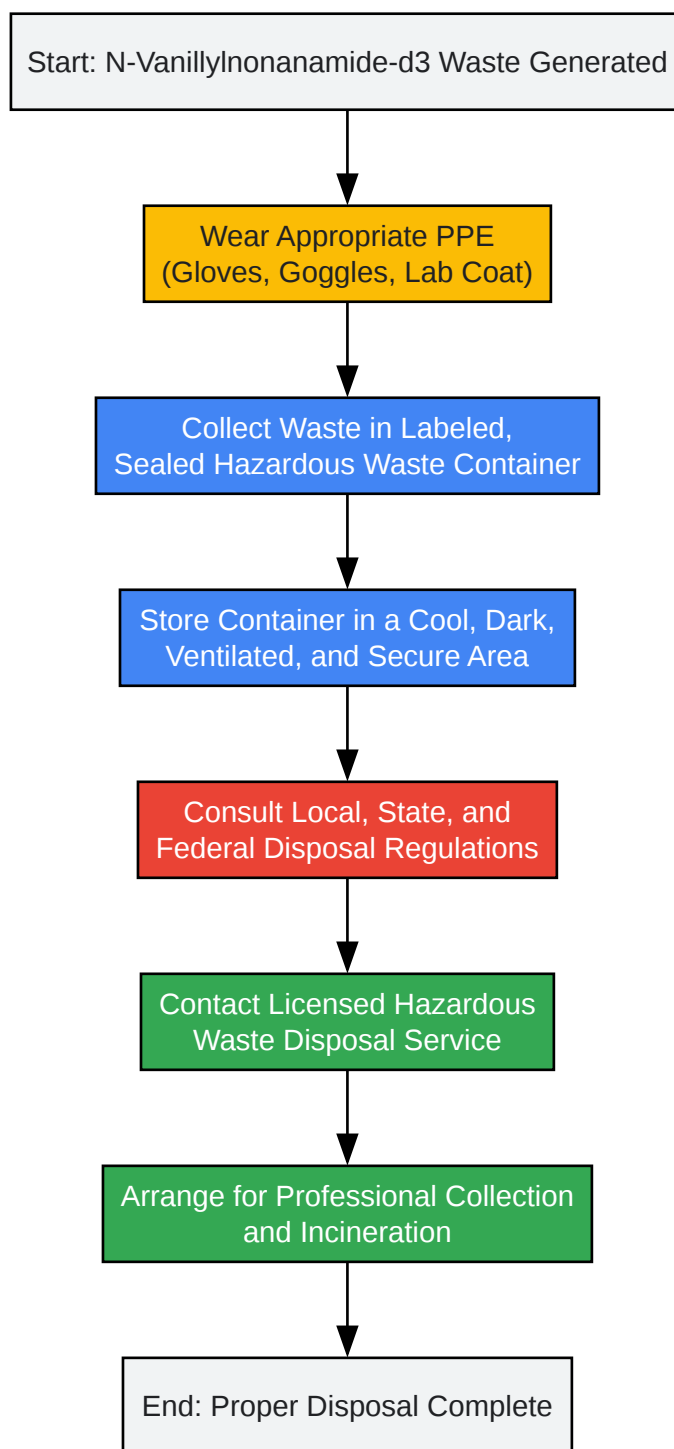 Start: N-Vanillylnonanamide-d3 Waste Generated
Wear Appropriate PPE
(Gloves, Goggles, Lab Coat)
Collect Waste in Labeled,
Sealed Hazardous Waste Container
Store Container in a Cool, Dark,
Ventilated, and Secure Area
Consult Local, State, and
Federal Disposal Regulations
Contact Licensed Hazardous
Waste Disposal Service
Arrange for Professional Collection
and Incineration
End: Proper Disposal Complete